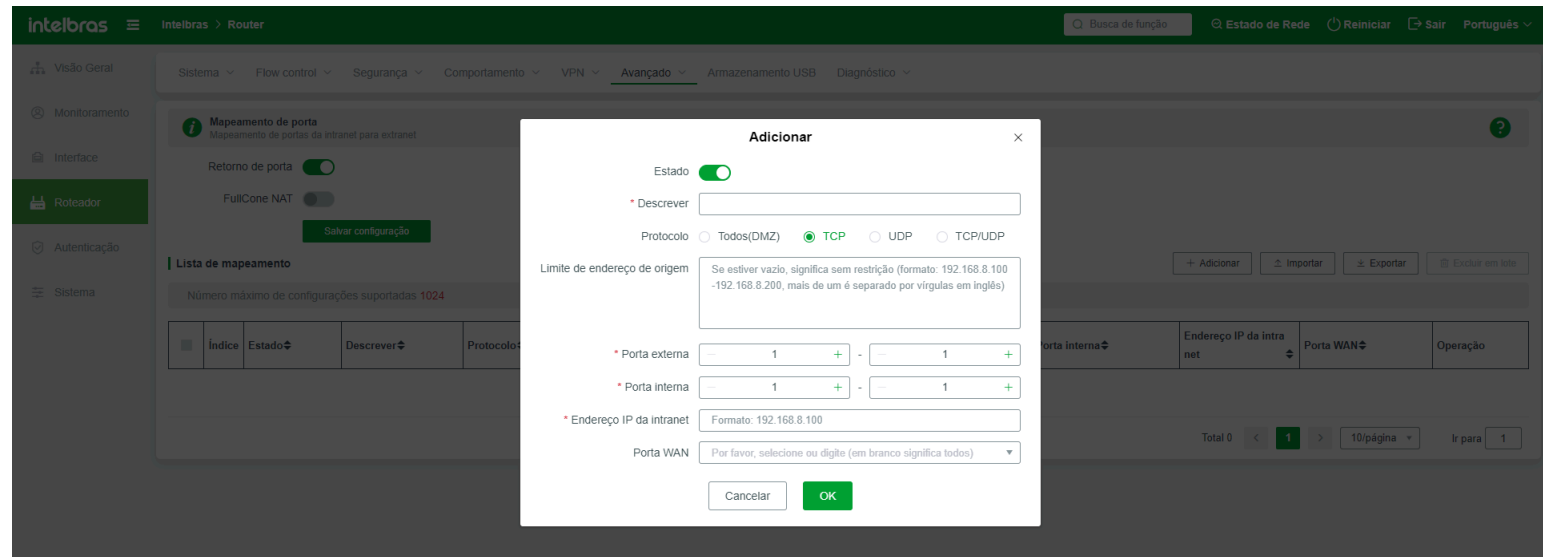 intelbras
Intelbras > Router
Busca de função
Estado de Rede
Reiniciar
Sair
Português
Visão Geral
Monitoramento
Interface
Roteador
Autenticação
Sistema
Sistema
Flow control
Segurança
Comportamento
VPN
Avançado
Armazenamento USB
Diagnóstico
Mapeamento de porta
Mapeamento de portas da intranet para extranet
Retorno de porta
FullCone NAT
Salvar configuração
Lista de mapeamento
+ Adicionar
Importar
Exportar
Excluir em lote
Número máximo de configurações suportadas 1024
Índice
Estado
Descrever
Protocolo
Porta interna
Endereço IP da intra
net
Porta WAN
Operação
Total 0
<
1
>
10/página
Ir para
1
Adicionar
Estado
* Descrever
Protocolo
Todos(DMZ)
TCP
UDP
TCP/UDP
Limite de endereço de origem
Se estiver vazio, significa sem restrição (formato: 192.168.8.100
-192.168.8.200, mais de um é separado por vírgulas em inglês)
* Porta externa
1
+ -
1
+
* Porta interna
1
+ -
1
+
* Endereço IP da intranet
Formato: 192.168.8.100
Porta WAN
Por favor, selecione ou digite (em branco significa todos)
Cancelar
OK